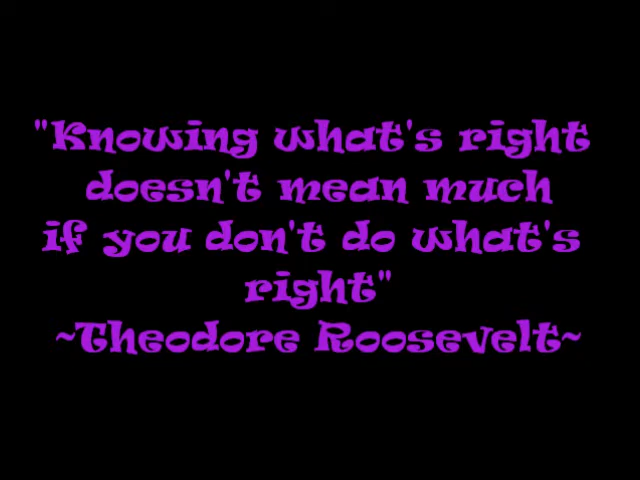 "Knowing what's right
doesn't mean much
if you don't do what's
right"
~Theodore Roosevelt~